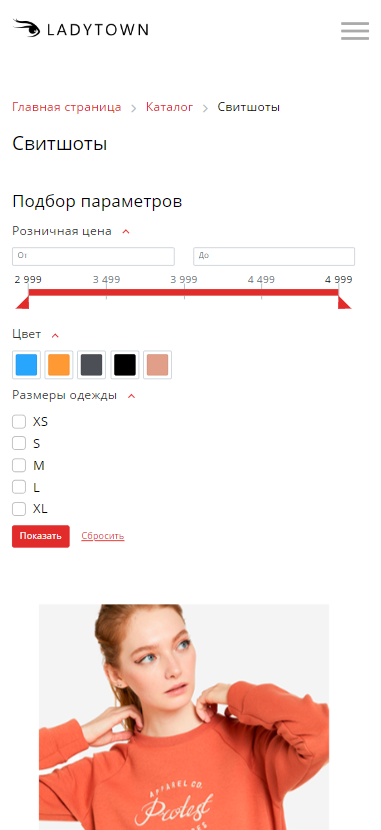 LADYTOWN
Главная страница > Каталог > Свитшоты
Свитшоты
Подбор параметров
Розничная цена
От До
2 999 3 499 3 999 4 499 4 999
Цвет
Размеры одежды
XS
S
M
L
XL
Показать Сбросить
APPAREL CO.
Protest